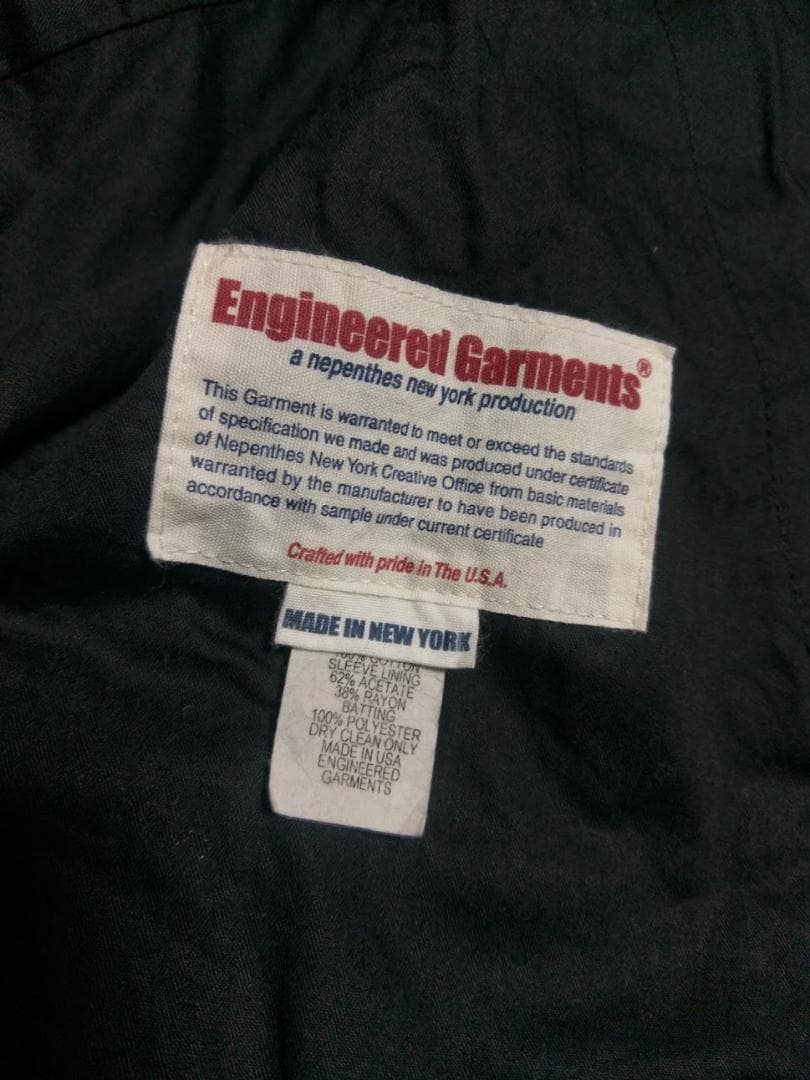 Engineered Garments®
a nepenthes new york production
This Garment is warranted to meet or exceed the standards
of specification we made and was produced under certificate
of Nepenthes New York Creative Office from basic materials
warranted by the manufacturer to have been produced in
accordance with sample under current certificate
Crafted with pride in The U.S.A.
MADE IN NEW YORK
100% COTTON
SLEEVE LINING
62% ACETATE
38% RAYON
BATTING
100% POLYESTER
DRY CLEAN ONLY
MADE IN USA
ENGINEERED
GARMENTS